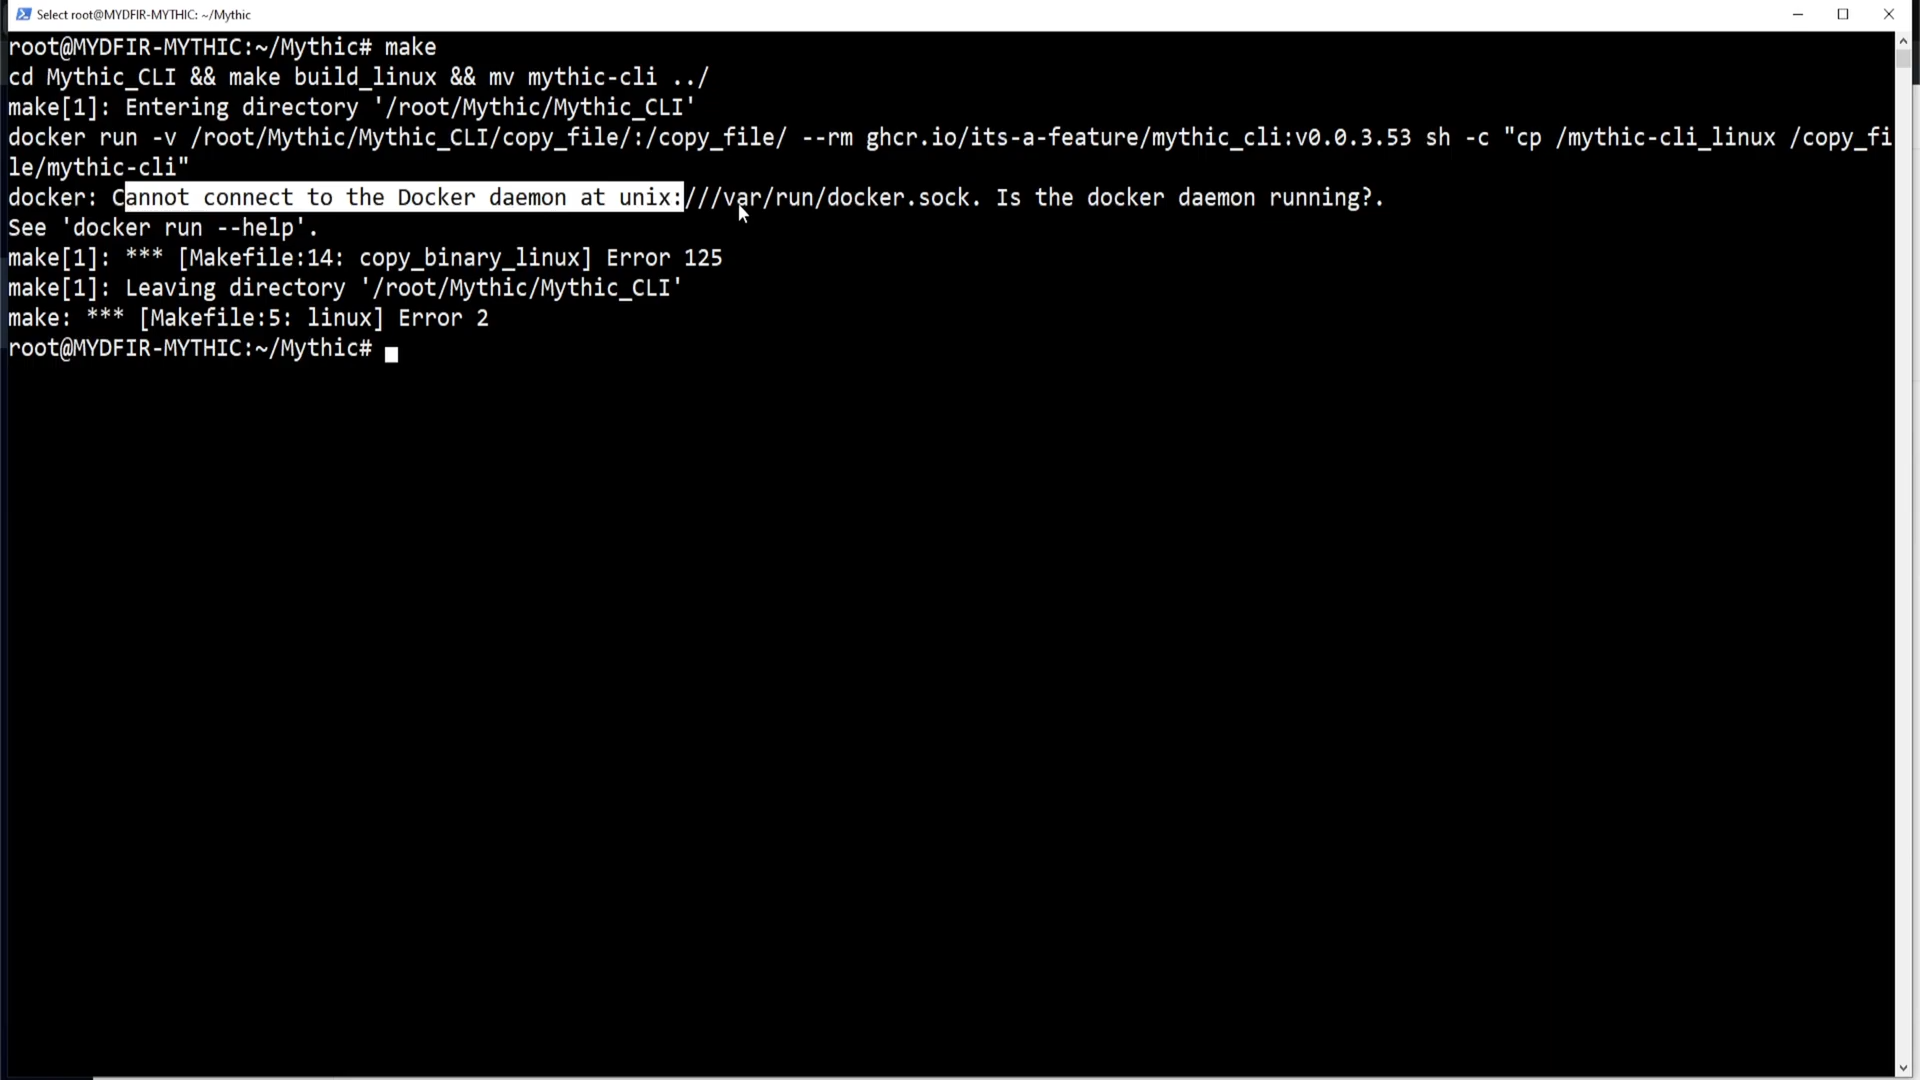 Select root@MYDFIR-MYTHIC: ~/Mythic
root@MYDFIR-MYTHIC:~/Mythic# make
cd Mythic_CLI && make build_linux && mv mythic-cli ../
make[1]: Entering directory '/root/Mythic/Mythic_CLI'
docker run -v /root/Mythic/Mythic_CLI/copy_file/:/copy_file/ --rm ghcr.io/its-a-feature/mythic_cli:v0.0.3.53 sh -c "cp /mythic-cli_linux /copy_fi
le/mythic-cli"
docker: Cannot connect to the Docker daemon at unix:///var/run/docker.sock. Is the docker daemon running?.
See 'docker run --help'.
make[1]: *** [Makefile:14: copy_binary_linux] Error 125
make[1]: Leaving directory '/root/Mythic/Mythic_CLI'
make: *** [Makefile:5: linux] Error 2
root@MYDFIR-MYTHIC:~/Mythic#